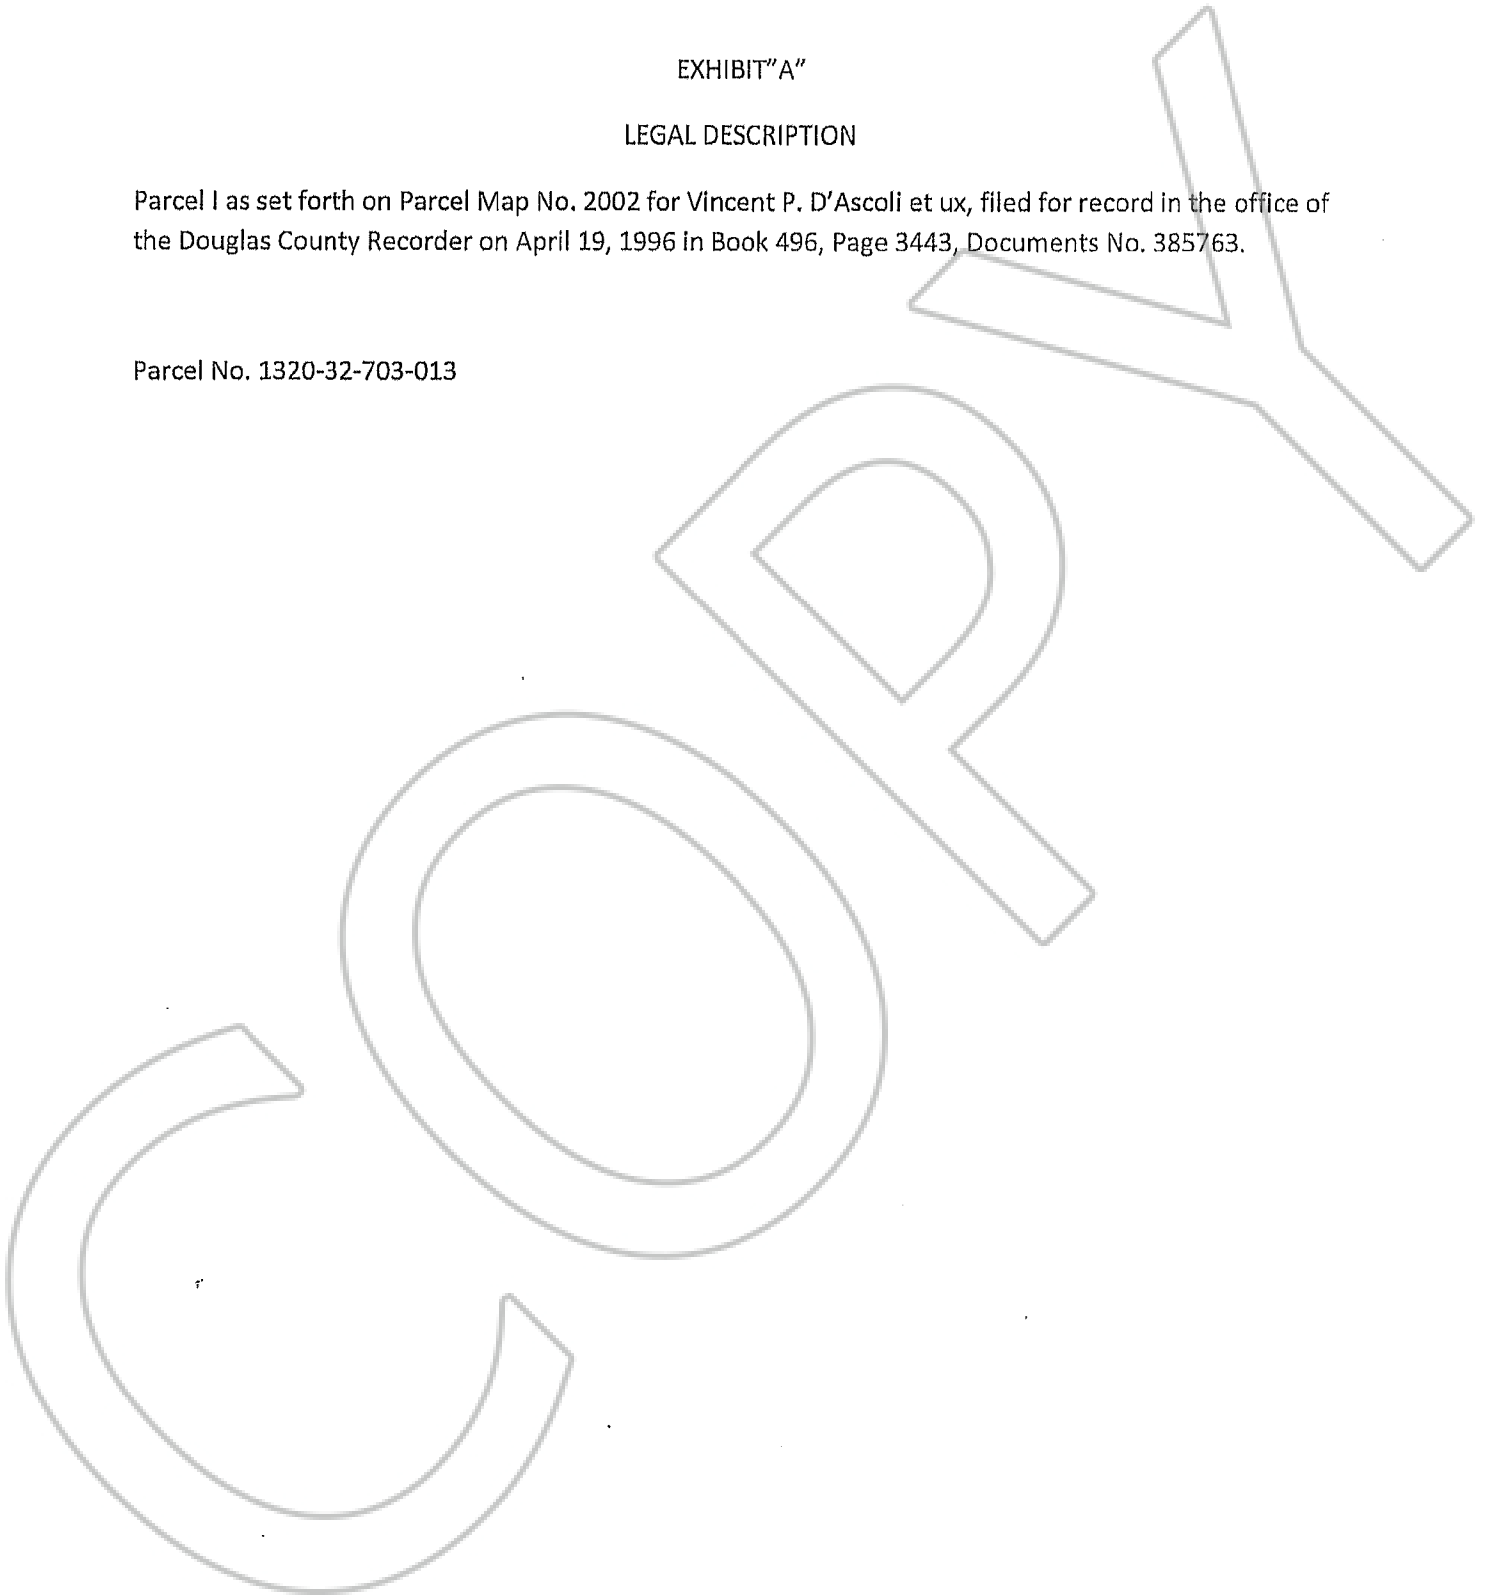 EXHIBIT"A"
LEGAL DESCRIPTION
Parcel I as set forth on Parcel Map No. 2002 for Vincent P. D'Ascoli et ux, filed for record in the office of
the Douglas County Recorder on April 19, 1996 in Book 496, Page 3443, Documents No. 385763.
Parcel No. 1320-32-703-013
COPY